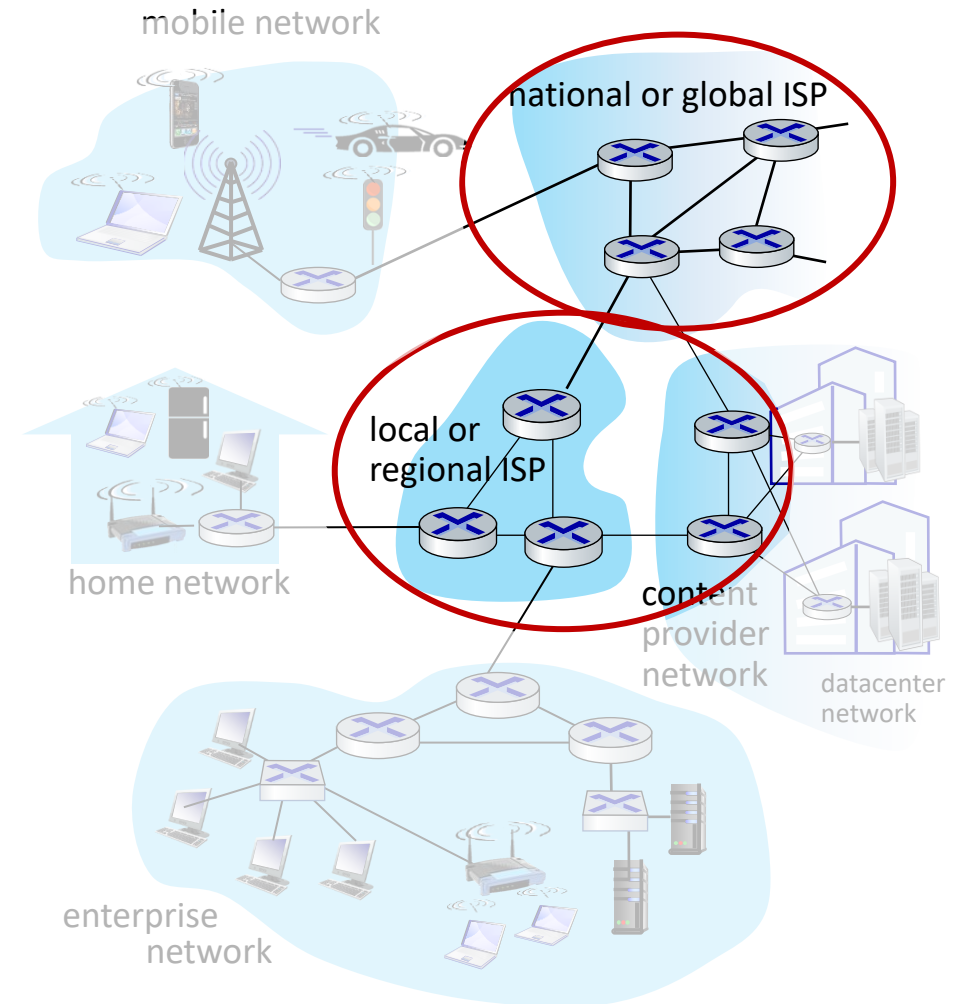 mobile network
national or global ISP
local or
regional ISP
home network
content
provider
network
datacenter
network
enterprise
network